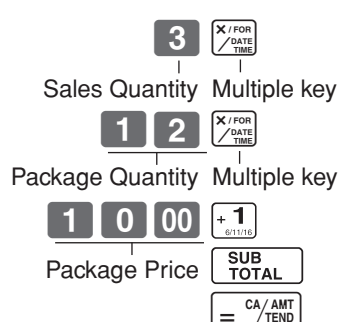 3 X / FOR DATE TIME
Sales Quantity Multiple key
1 2 X / FOR DATE TIME
Package Quantity Multiple key
1 0 00 + 1 6/11/16
Package Price SUB TOTAL
= CA/AMT TEND